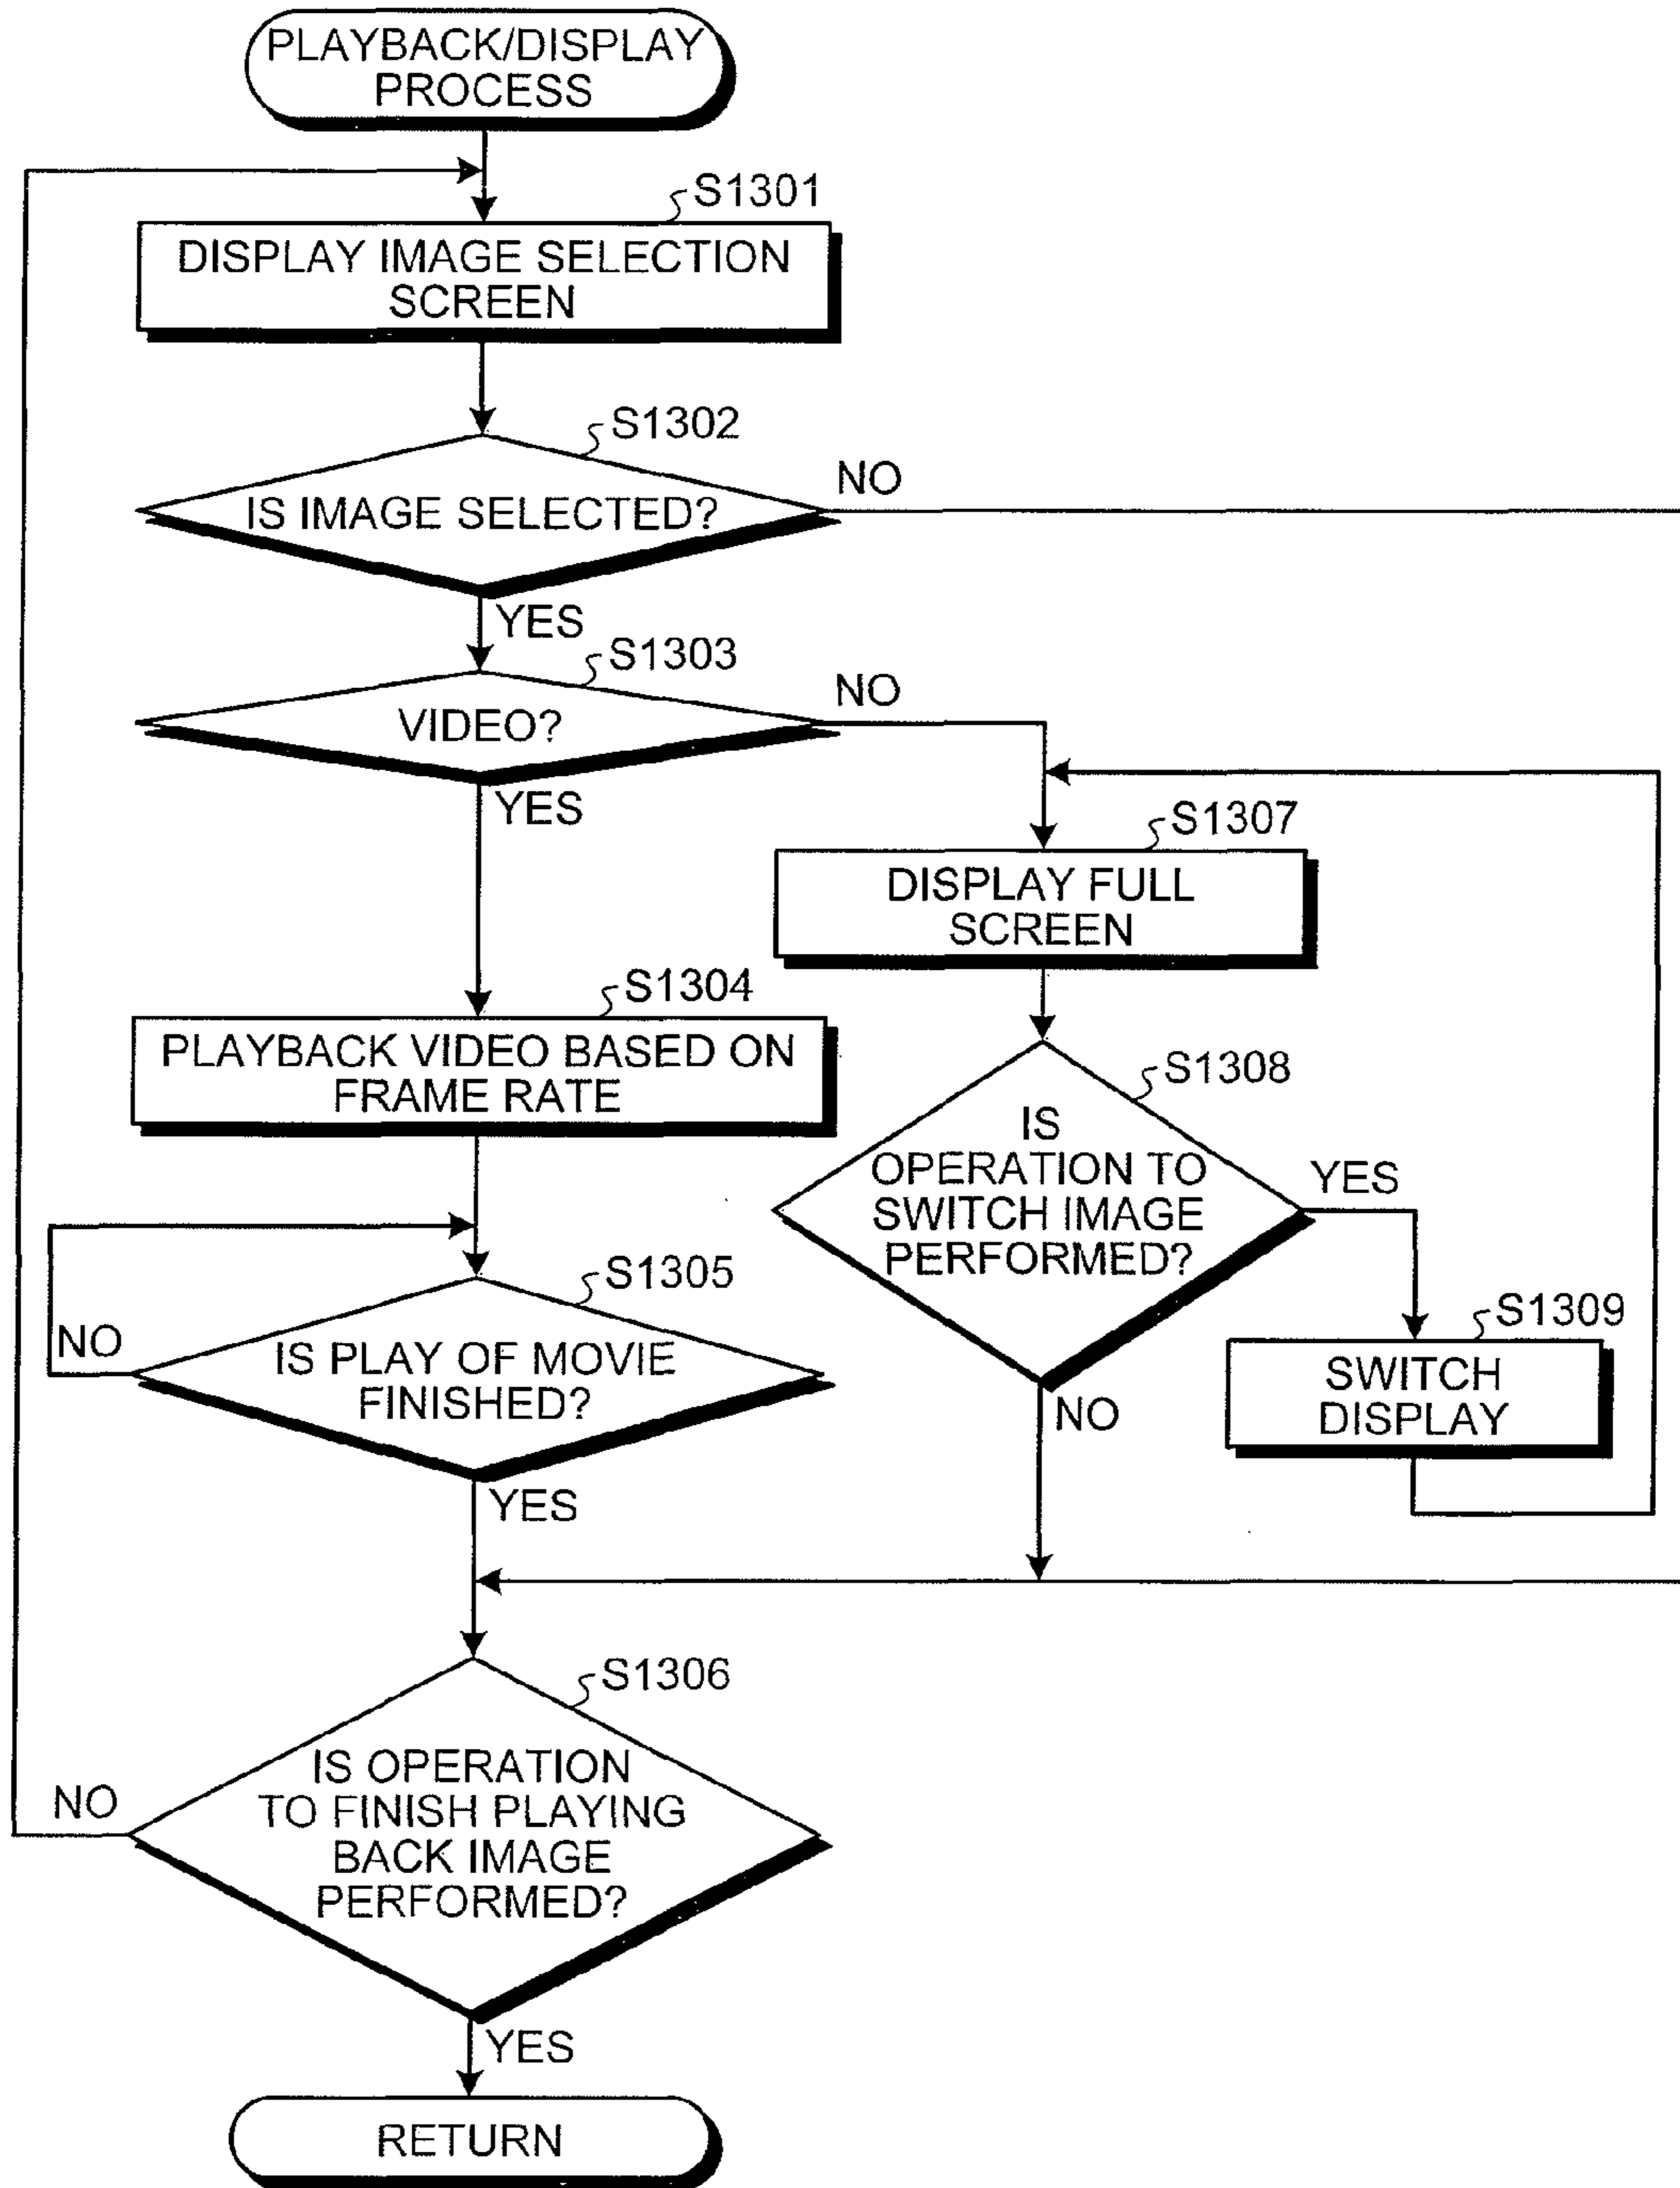 PLAYBACK/DISPLAY
PROCESS
S1301
DISPLAY IMAGE SELECTION
SCREEN
S1302
IS IMAGE SELECTED?
NO
YES
S1303
VIDEO?
NO
YES
S1307
DISPLAY FULL
SCREEN
S1304
PLAYBACK VIDEO BASED ON
FRAME RATE
S1308
IS
OPERATION TO
SWITCH IMAGE
PERFORMED?
YES
NO
S1309
SWITCH
DISPLAY
S1305
IS PLAY OF MOVIE
FINISHED?
NO
YES
S1306
IS OPERATION
TO FINISH PLAYING
BACK IMAGE
PERFORMED?
NO
YES
RETURN